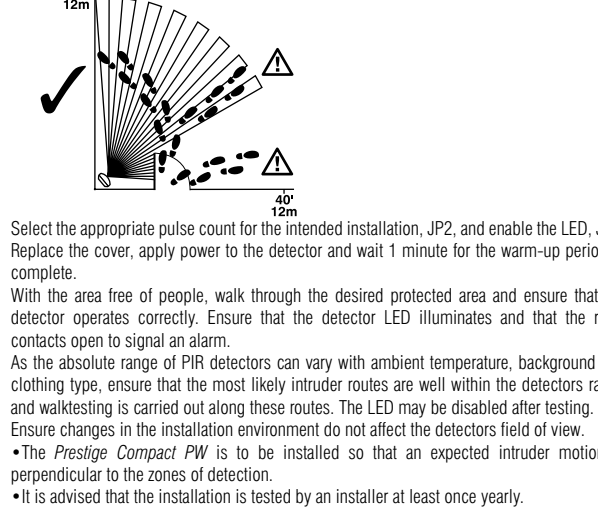 12m
40'
12m
Select the appropriate pulse count for the intended installation, JP2, and enable the LED,
Replace the cover, apply power to the detector and wait 1 minute for the warm-up
complete.
With the area free of people, walk through the desired protected area and ensure that
detector operates correctly. Ensure that the detector LED illuminates and that the
contacts open to signal an alarm.
As the absolute range of PIR detectors can vary with ambient temperature, background
clothing type, ensure that the most likely intruder routes are well within the detectors
and walktesting is carried out along these routes. The LED may be disabled after testing.
Ensure changes in the installation environment do not affect the detectors field of view.
•The Prestige Compact PW is to be installed so that an expected intruder
perpendicular to the zones of detection.
•It is advised that the installation is tested by an installer at least once yearly.